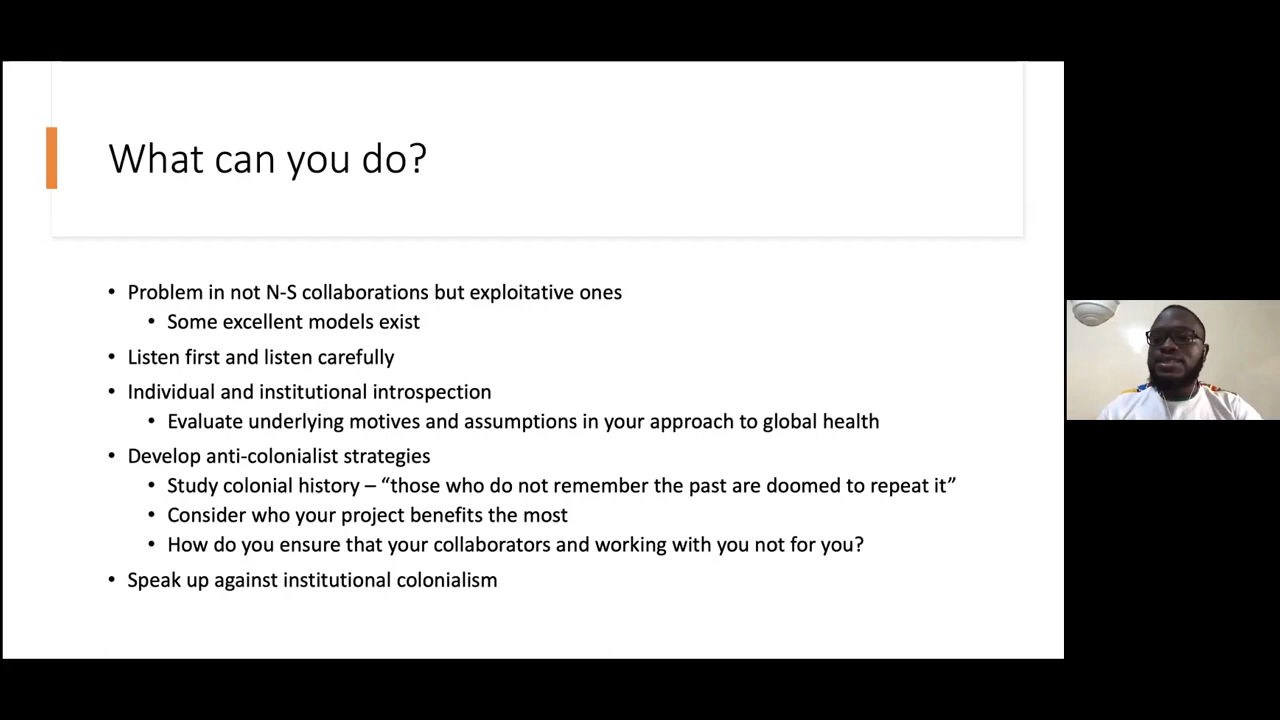 What can you do?
• Problem in not N-S collaborations but exploitative ones
• Some excellent models exist
• Listen first and listen carefully
• Individual and institutional introspection
• Evaluate underlying motives and assumptions in your approach to global health
• Develop anti-colonialist strategies
• Study colonial history – “those who do not remember the past are doomed to repeat it”
• Consider who your project benefits the most
• How do you ensure that your collaborators and working with you not for you?
• Speak up against institutional colonialism